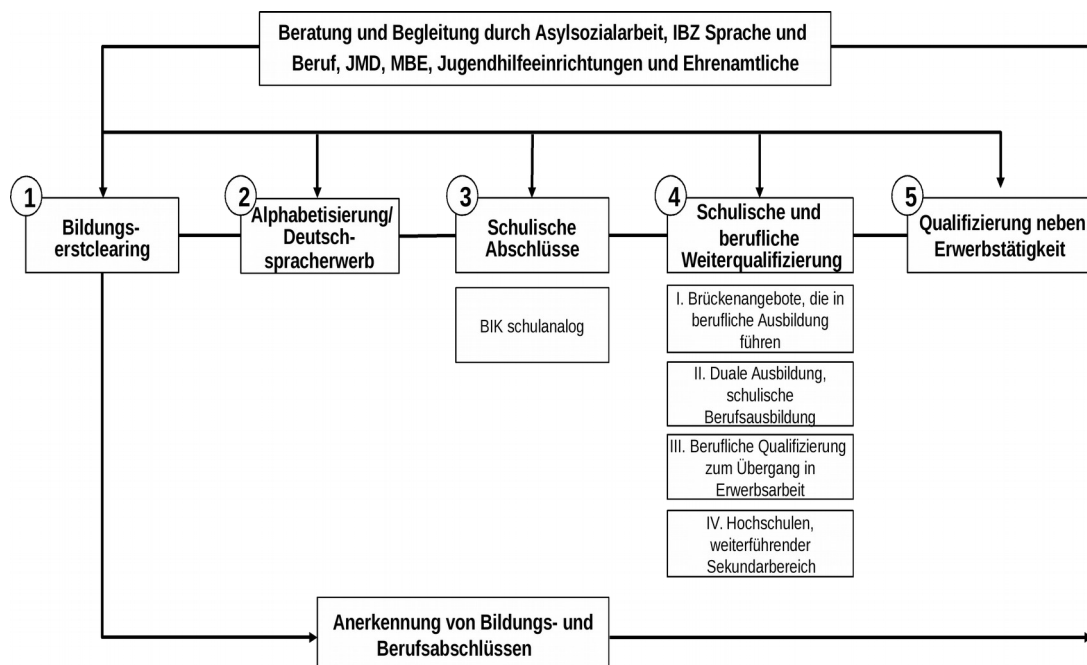 Beratung und Begleitung durch Asylsozialarbeit, IBZ Sprache und
Beruf, JMD, MBE, Jugendhilfeeinrichtungen und Ehrenamtliche
1
Bildungs-
erstclearing
2
Alphabetisierung/
Deutsch-
spracherwerb
3
Schulische
Abschlüsse
BIK schulanalog
4
Schulische und
berufliche
Weiterqualifizierung
I. Brückenangebote, die in
berufliche Ausbildung
führen
II. Duale Ausbildung,
schulische
Berufsausbildung
III. Berufliche Qualifizierung
zum Übergang in
Erwerbsarbeit
IV. Hochschulen,
weiterführender
Sekundarbereich
5
Qualifizierung neben
Erwerbstätigkeit
Anerkennung von Bildungs- und
Berufsabschlüssen